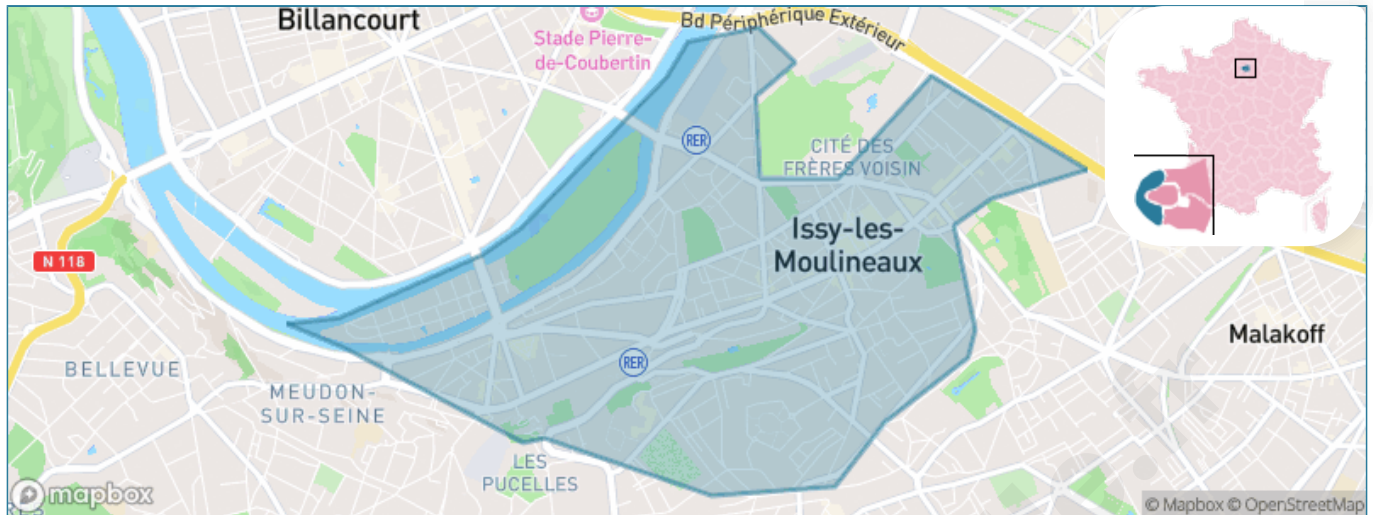 Billancourt
Bd Périphérique Extérieur
Stade Pierre-
de-Coubertin
RER
CITÉ DES
FRÈRES VOISIN
Issy-les-
Moulineaux
N 118
Malakoff
RER
BELLEVUE
MEUDON-
SUR-SEINE
LES
PUCELLES
mapbox
© Mapbox © OpenStreetMap